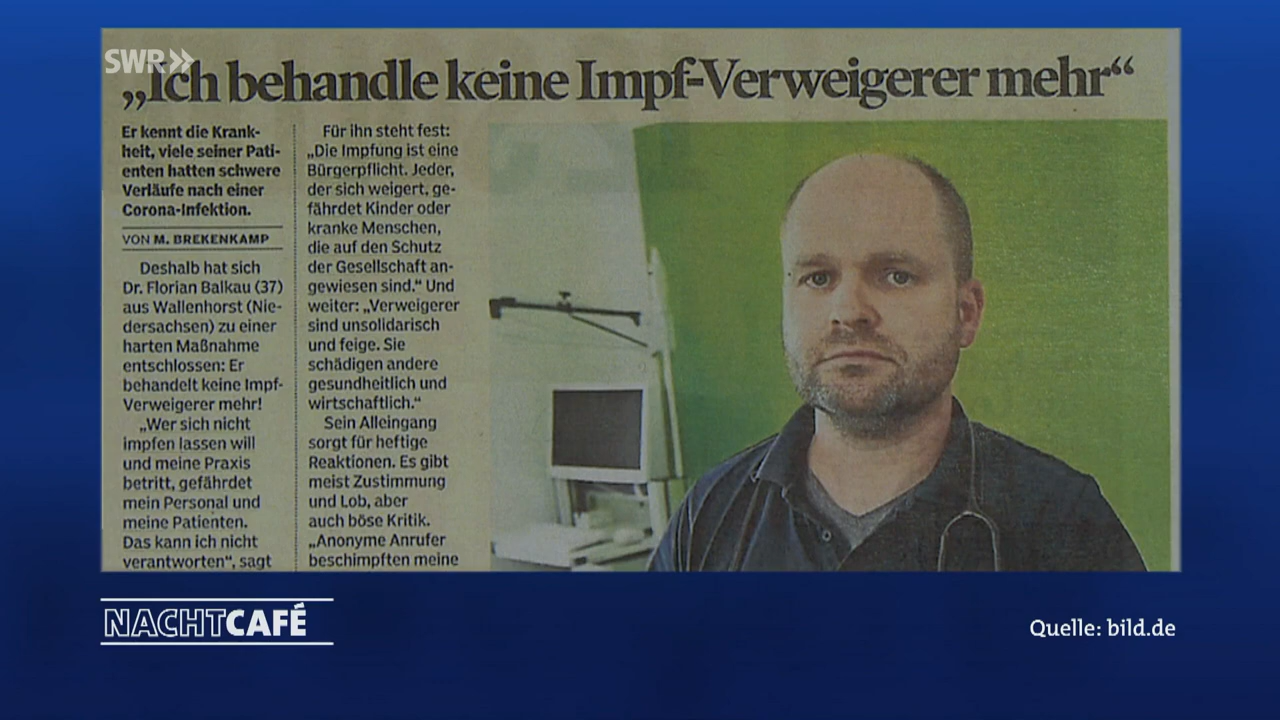 SWR»
„Ich behandle keine Impf-Verweigerer mehr“
Er kennt die Krank-
heit, viele seiner Pati-
enten hatten schwere
Verläufe nach einer
Corona-Infektion.
VON M. BREKENKAMP
Deshalb hat sich
Dr. Florian Balkau (37)
aus Wallenhorst (Nie-
dersachsen) zu einer
harten Maßnahme
entschlossen: Er
behandelt keine Impf-
Verweigerer mehr!
„Wer sich nicht
impfen lassen will
und meine Praxis
betritt, gefährdet
mein Personal und
meine Patienten.
Das kann ich nicht
verantworten“, sagt
Für ihn steht fest:
„Die Impfung ist eine
Bürgerpflicht. Jeder,
der sich weigert, ge-
fährdet Kinder oder
kranke Menschen,
die auf den Schutz
der Gesellschaft an-
gewiesen sind.“ Und
weiter: „Verweigerer
sind unsolidarisch
und feige. Sie
schädigen andere
gesundheitlich und
wirtschaftlich.“
Sein Alleingang
sorgt für heftige
Reaktionen. Es gibt
meist Zustimmung
und Lob, aber
auch böse Kritik.
„Anonyme Anrufer
beschimpften meine
NACHTCAFÉ
Quelle: bild.de